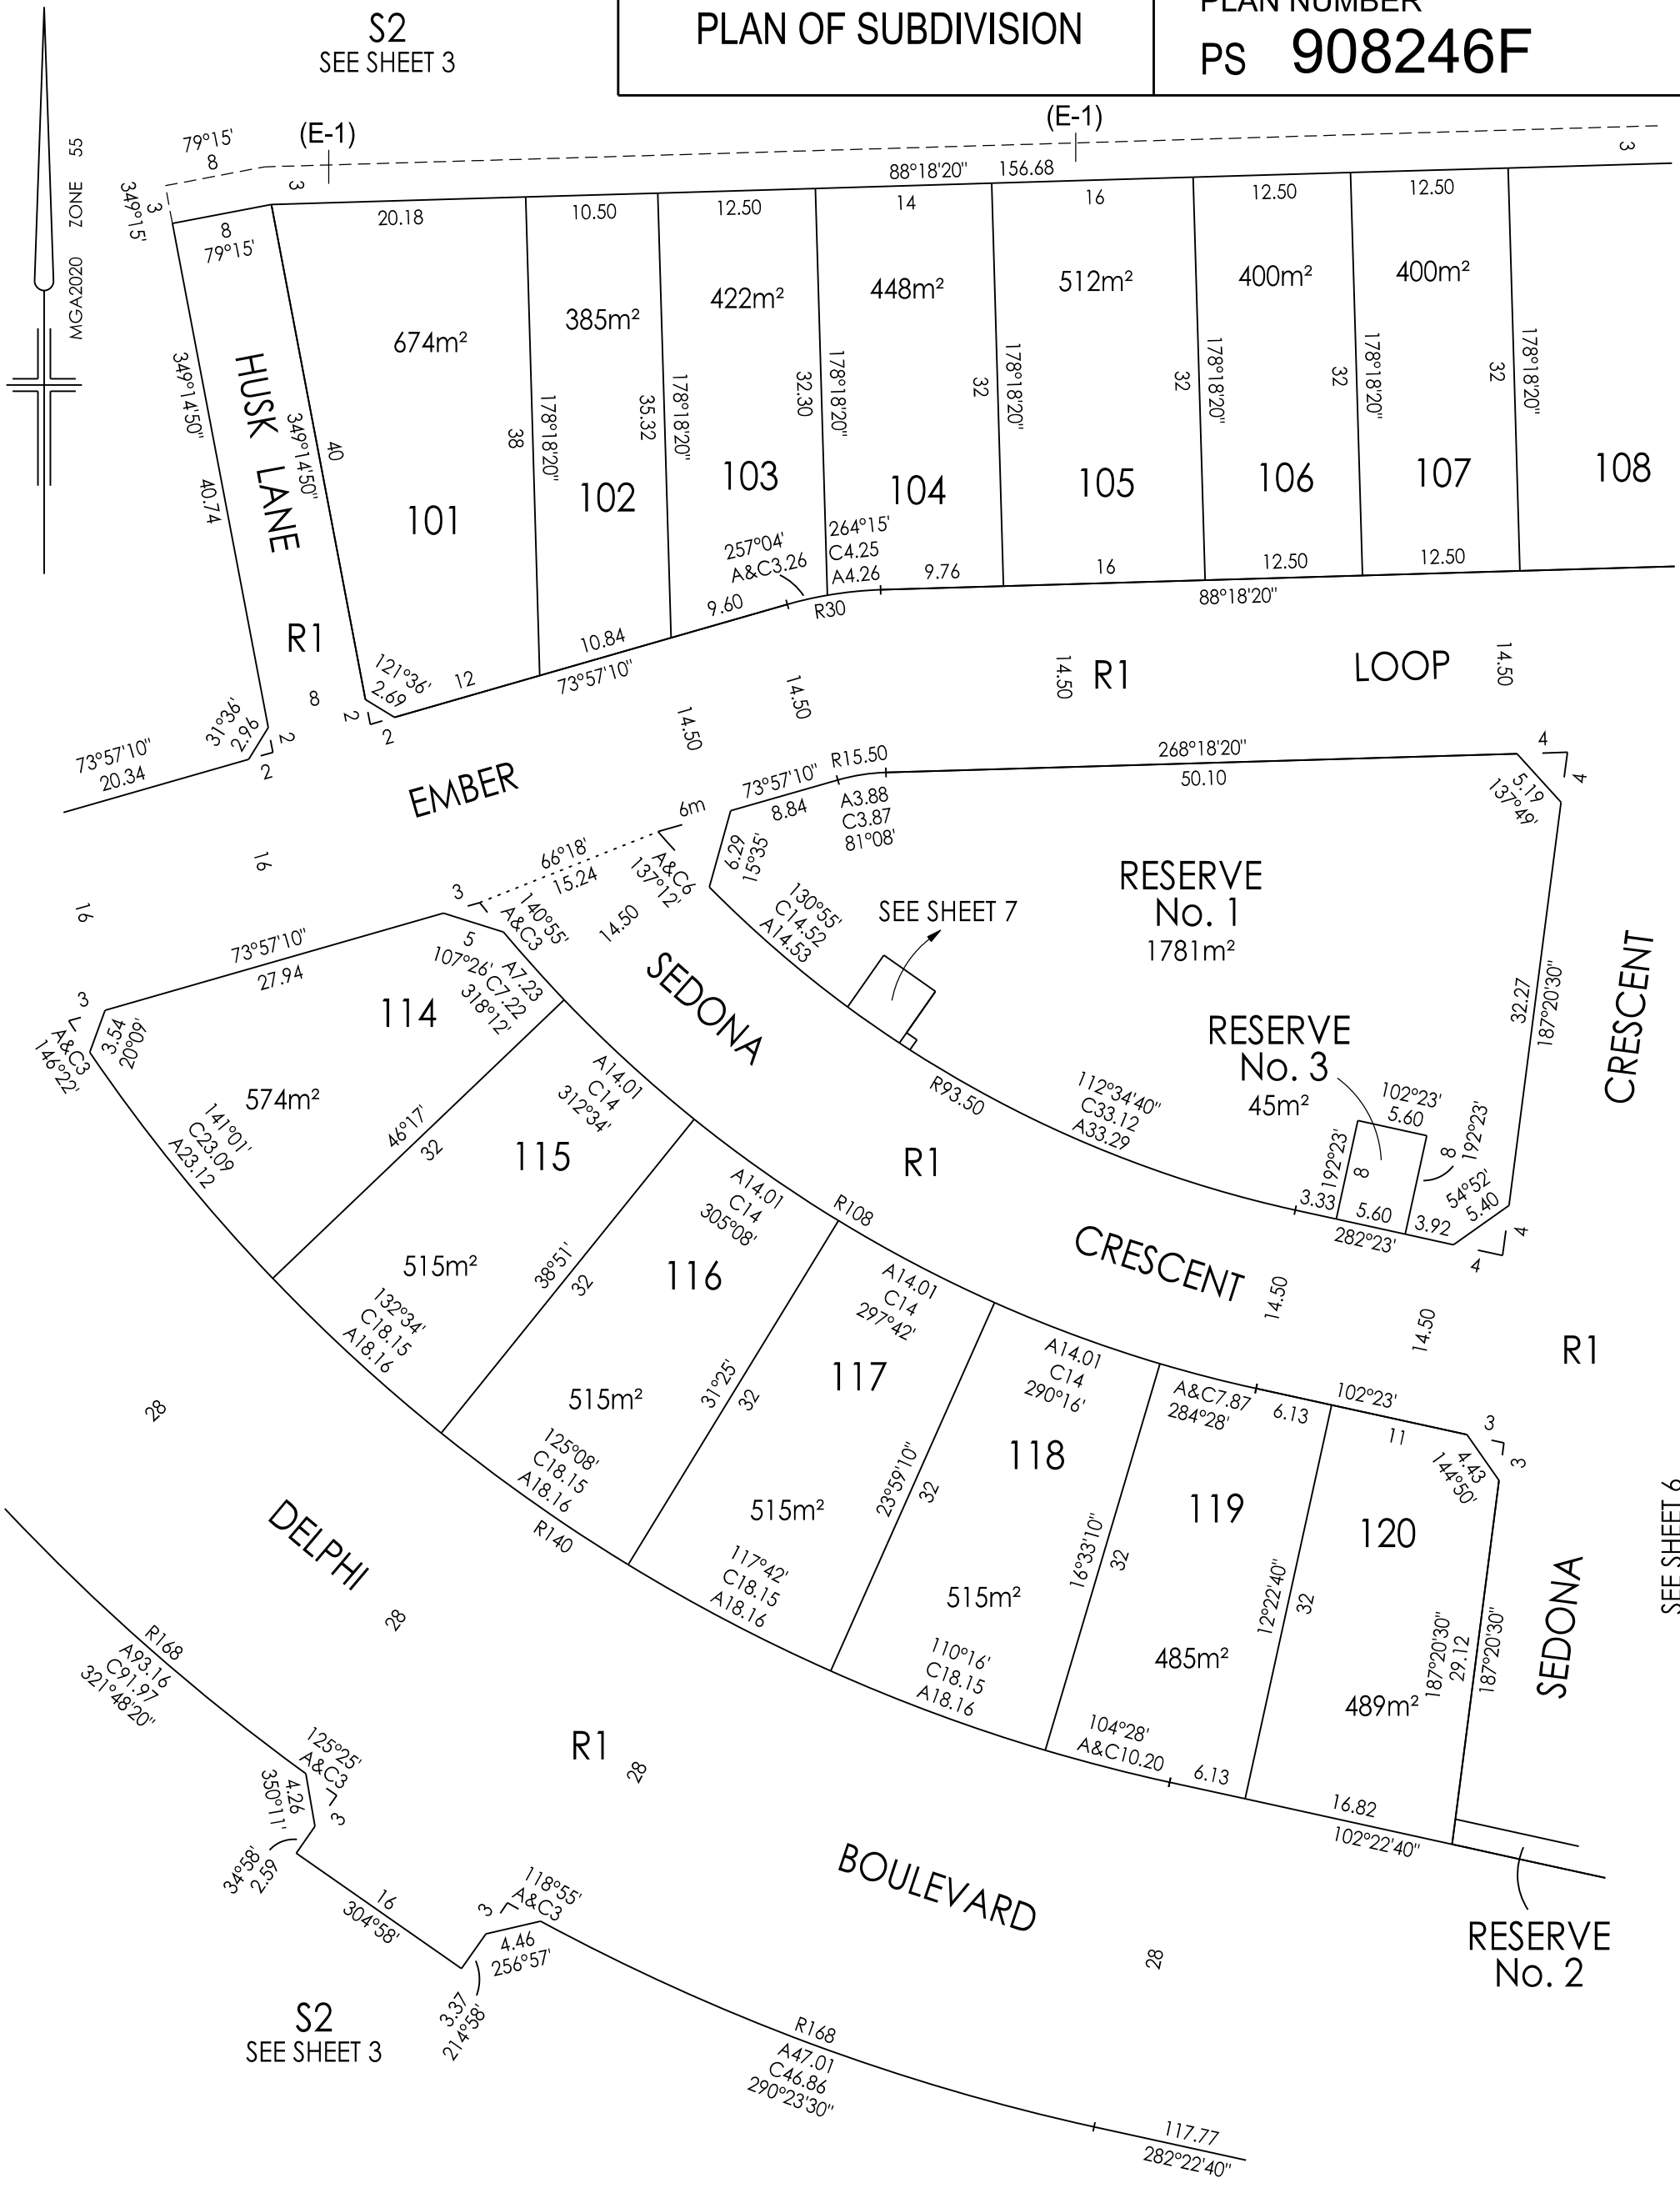 S2
SEE SHEET 3
PLAN OF SUBDIVISION
PLAN NUMBER
PS 908246F
MGA2020 ZONE 55
79°15'
8
(E-1)
(E-1)
88°18'20" 156.68
3
3
3
349°15'
8
79°15'
20.18
10.50
12.50
14
16
12.50
12.50
674m²
385m²
422m²
448m²
512m²
400m²
400m²
HUSK LANE
349°14'50"
40.74
349°14'50"
40
38
178°18'20"
35.32
178°18'20"
32.30
178°18'20"
32
178°18'20"
32
178°18'20"
32
178°18'20"
32
178°18'20"
101
102
103
104
105
106
107
108
257°04'
A&C3.26
264°15'
C4.25
A4.26
9.76
16
12.50
12.50
R30
88°18'20"
9.60
10.84
73°57'10"
12
121°36'
2.69
2
2
R1
8
31°36'
2.96
2
2
73°57'10"
20.34
EMBER
R1
LOOP
14.50
14.50
14.50
14.50
16
16
73°57'10"
8.84
R15.50
A3.88
C3.87
81°08'
268°18'20"
50.10
4
4
5.19
137°49'
6m
66°18'
15.24
A&C6
137°12'
6.29
15°35'
3
140°55'
A&C3
14.50
130°55'
C14.52
A14.53
SEE SHEET 7
RESERVE
No. 1
1781m²
SEDONA
CRESCENT
32.27
187°20'30"
RESERVE
No. 3
45m²
102°23'
5.60
192°23'
8
8
192°23'
54°52'
5.40
3.33
5.60
3.92
282°23'
4
4
R93.50
112°34'40"
C33.12
A33.29
73°57'10"
27.94
5
107°26'
A7.23
C7.22
318°12'
114
574m²
3
A&C3
146°22'
3.54
20°09'
141°01'
C23.09
A23.12
46°17'
32
A14.01
C14
312°34'
115
515m²
132°34'
C18.15
A18.16
38°51'
32
A14.01
C14
305°08'
116
515m²
125°08'
C18.15
A18.16
31°25'
32
R108
R1
A14.01
C14
297°42'
117
515m²
117°42'
C18.15
A18.16
23°59'10"
32
CRESCENT
14.50
14.50
R1
A14.01
C14
290°16'
118
515m²
110°16'
C18.15
A18.16
16°33'10"
32
A&C7.87
284°28'
6.13
102°23'
11
3
3
4.43
144°50'
119
485m²
104°28'
A&C10.20
6.13
12°22'40"
32
120
489m²
187°20'30"
29.12
187°20'30"
SEDONA
SEE SHEET 6
16.82
102°22'40"
R140
28
DELPHI
28
R168
A93.16
C91.97
321°48'20"
R1
28
125°25'
A&C3
4.26
350°11'
3
34°58'
2.59
16
304°58'
3
118°55'
A&C3
4.46
256°57'
3.37
214°58'
BOULEVARD
28
RESERVE
No. 2
S2
SEE SHEET 3
R168
A47.01
C46.86
290°23'30"
117.77
282°22'40"